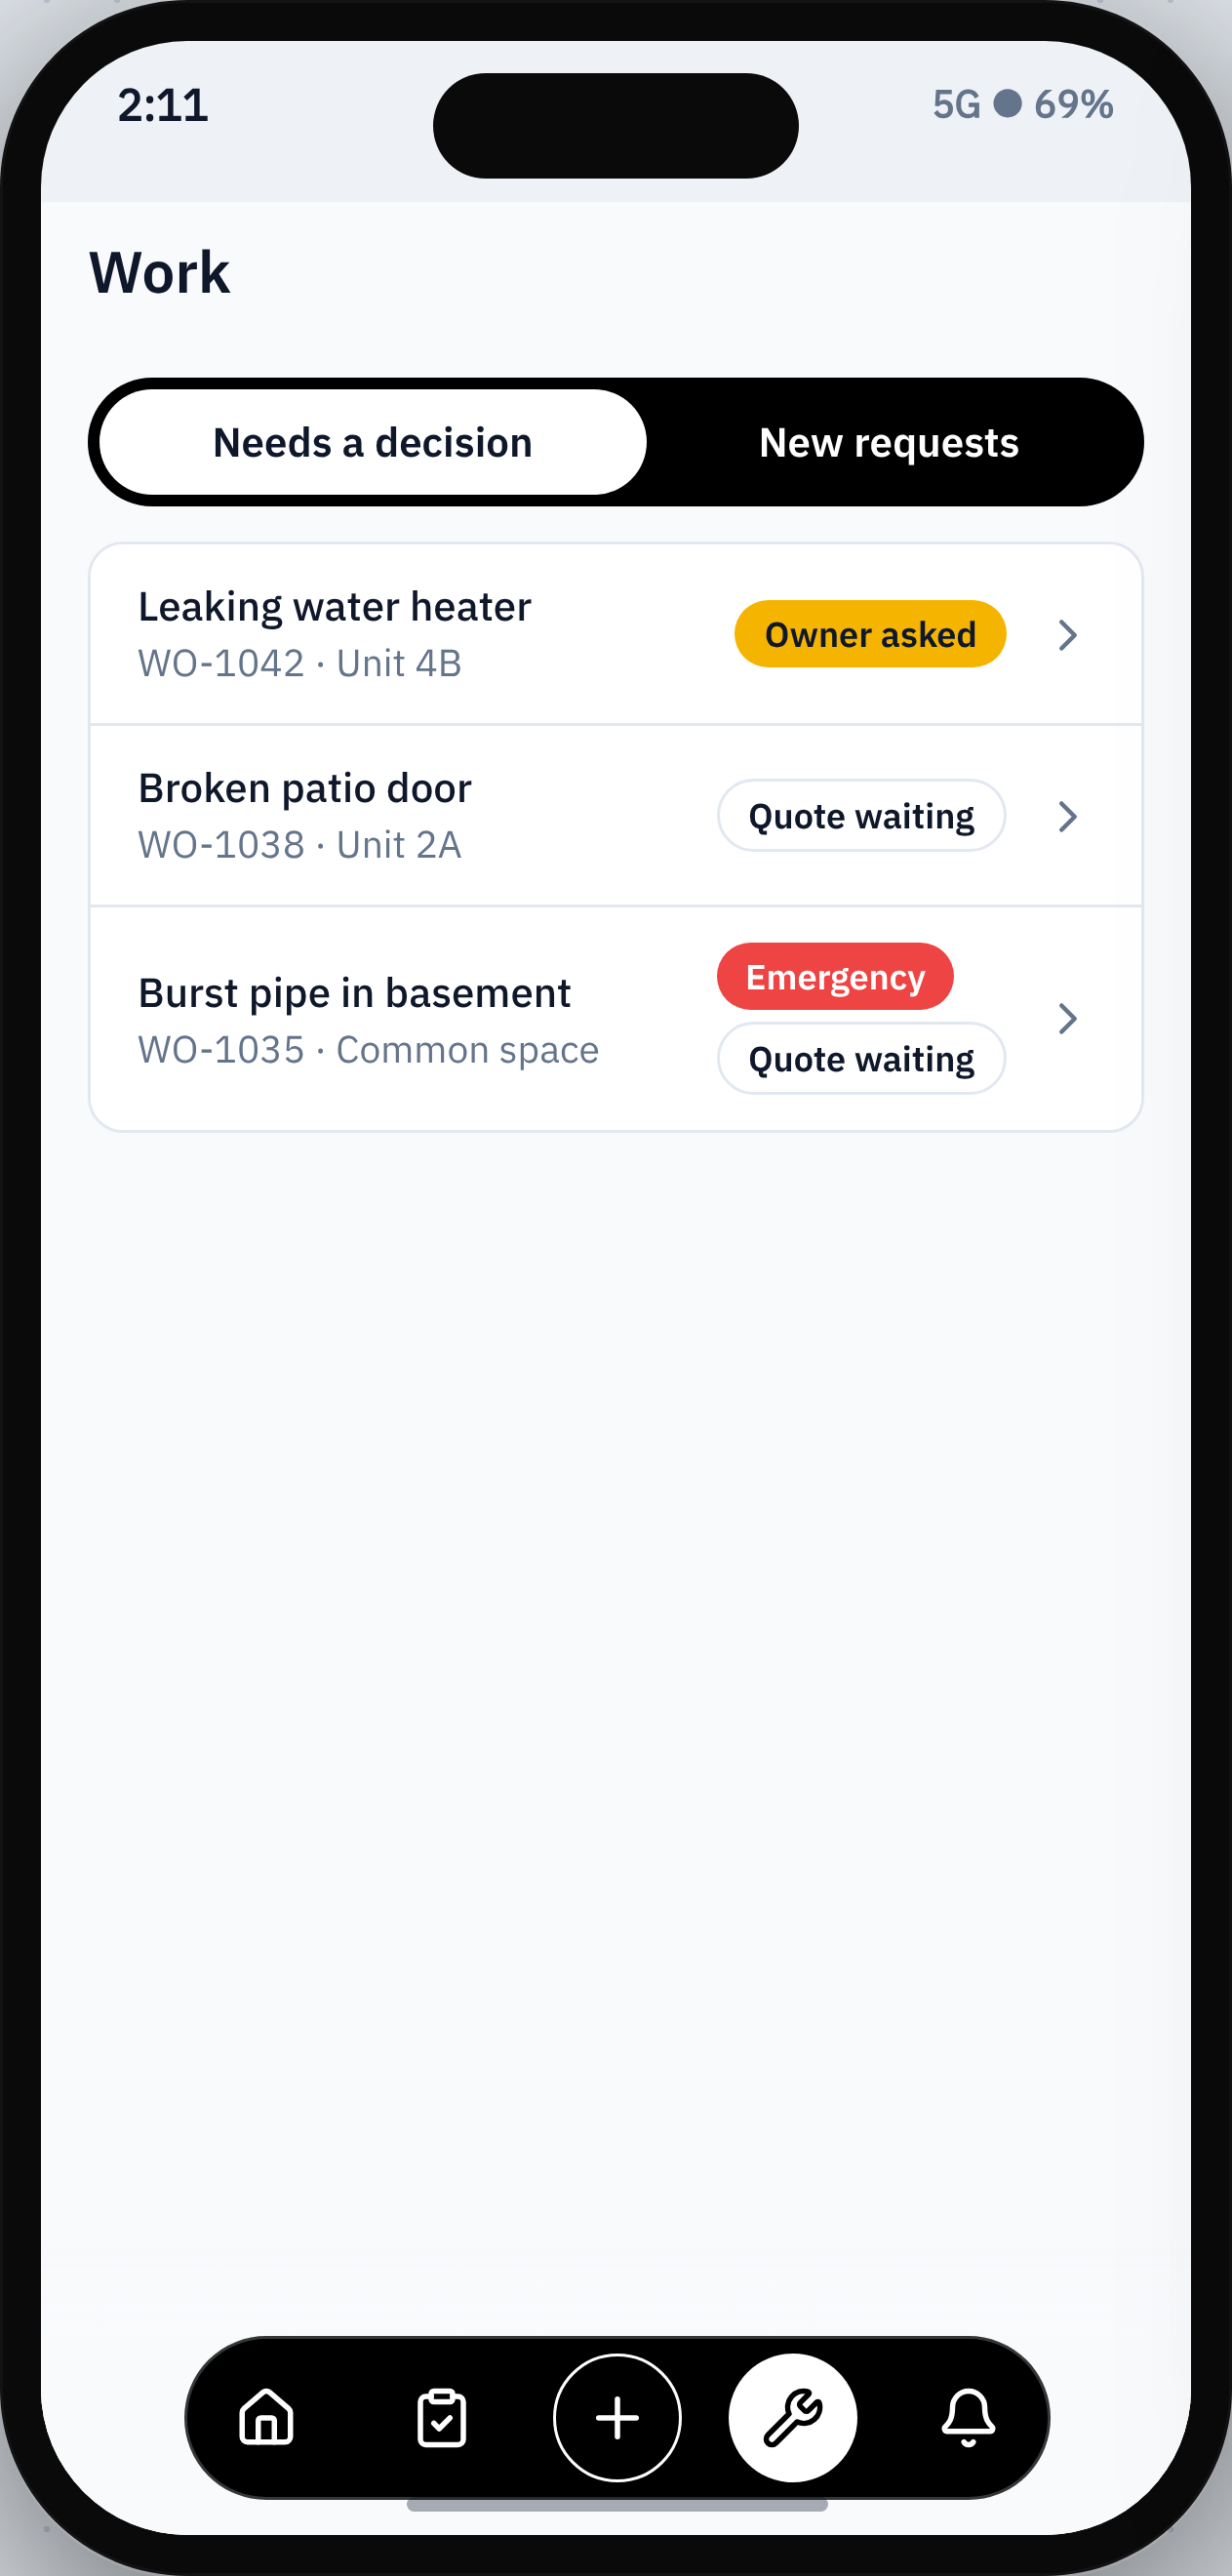 2:11
5G 69%
Work
Needs a decision
New requests
Leaking water heater
WO-1042 · Unit 4B
Owner asked
Broken patio door
WO-1038 · Unit 2A
Quote waiting
Burst pipe in basement
WO-1035 · Common space
Emergency
Quote waiting